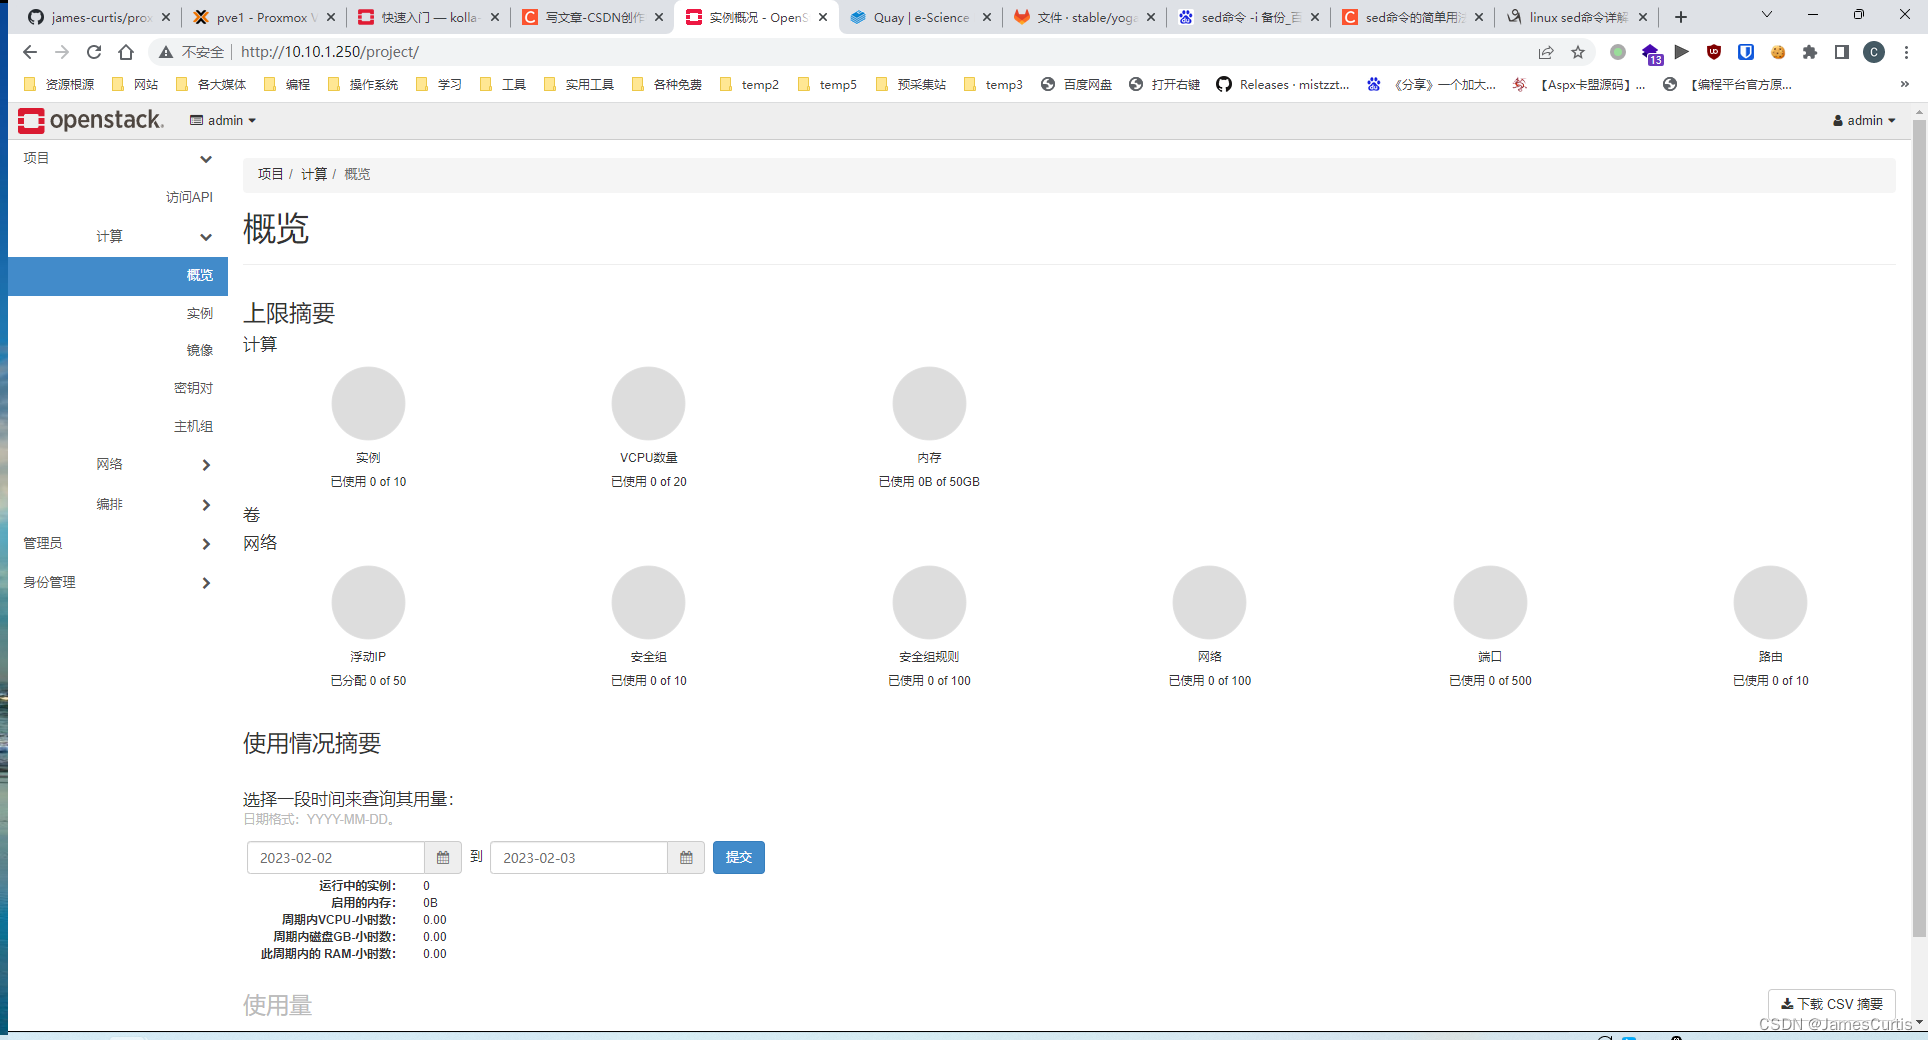 james-curtis/prox
pve1 - Proxmox V
快速入门 — kolla-
写文章-CSDN创作
实例概况 - OpenS
Quay | e-Science
文件 · stable/yoga
sed命令 -i 备份_百
sed命令的简单用法
linux sed命令详解
不安全 http://10.10.1.250/project/
13
C
资源根源 网站 各大媒体 编程 操作系统 学习 工具 实用工具 各种免费 temp2 temp5 预采集站 temp3 百度网盘 打开右键 Releases · mistzzt... 《分享》一个加大... 【Aspx卡盟源码】... 【编程平台官方原... »
openstack. admin admin
项目
访问API
计算
概览
实例
镜像
密钥对
主机组
网络
编排
管理员
身份管理
项目 / 计算 / 概览
概览
上限摘要
计算
实例
已使用 0 of 10
VCPU数量
已使用 0 of 20
内存
已使用 0B of 50GB
卷
网络
浮动IP
已分配 0 of 50
安全组
已使用 0 of 10
安全组规则
已使用 0 of 100
网络
已使用 0 of 100
端口
已使用 0 of 500
路由
已使用 0 of 10
使用情况摘要
选择一段时间来查询其用量：
日期格式：YYYY-MM-DD。
2023-02-02 到 2023-02-03 提交
运行中的实例： 0
启用的内存： 0B
周期内VCPU-小时数： 0.00
周期内磁盘GB-小时数： 0.00
此周期内的 RAM-小时数： 0.00
使用量
下载 CSV 摘要
CSDN @JamesCurtis